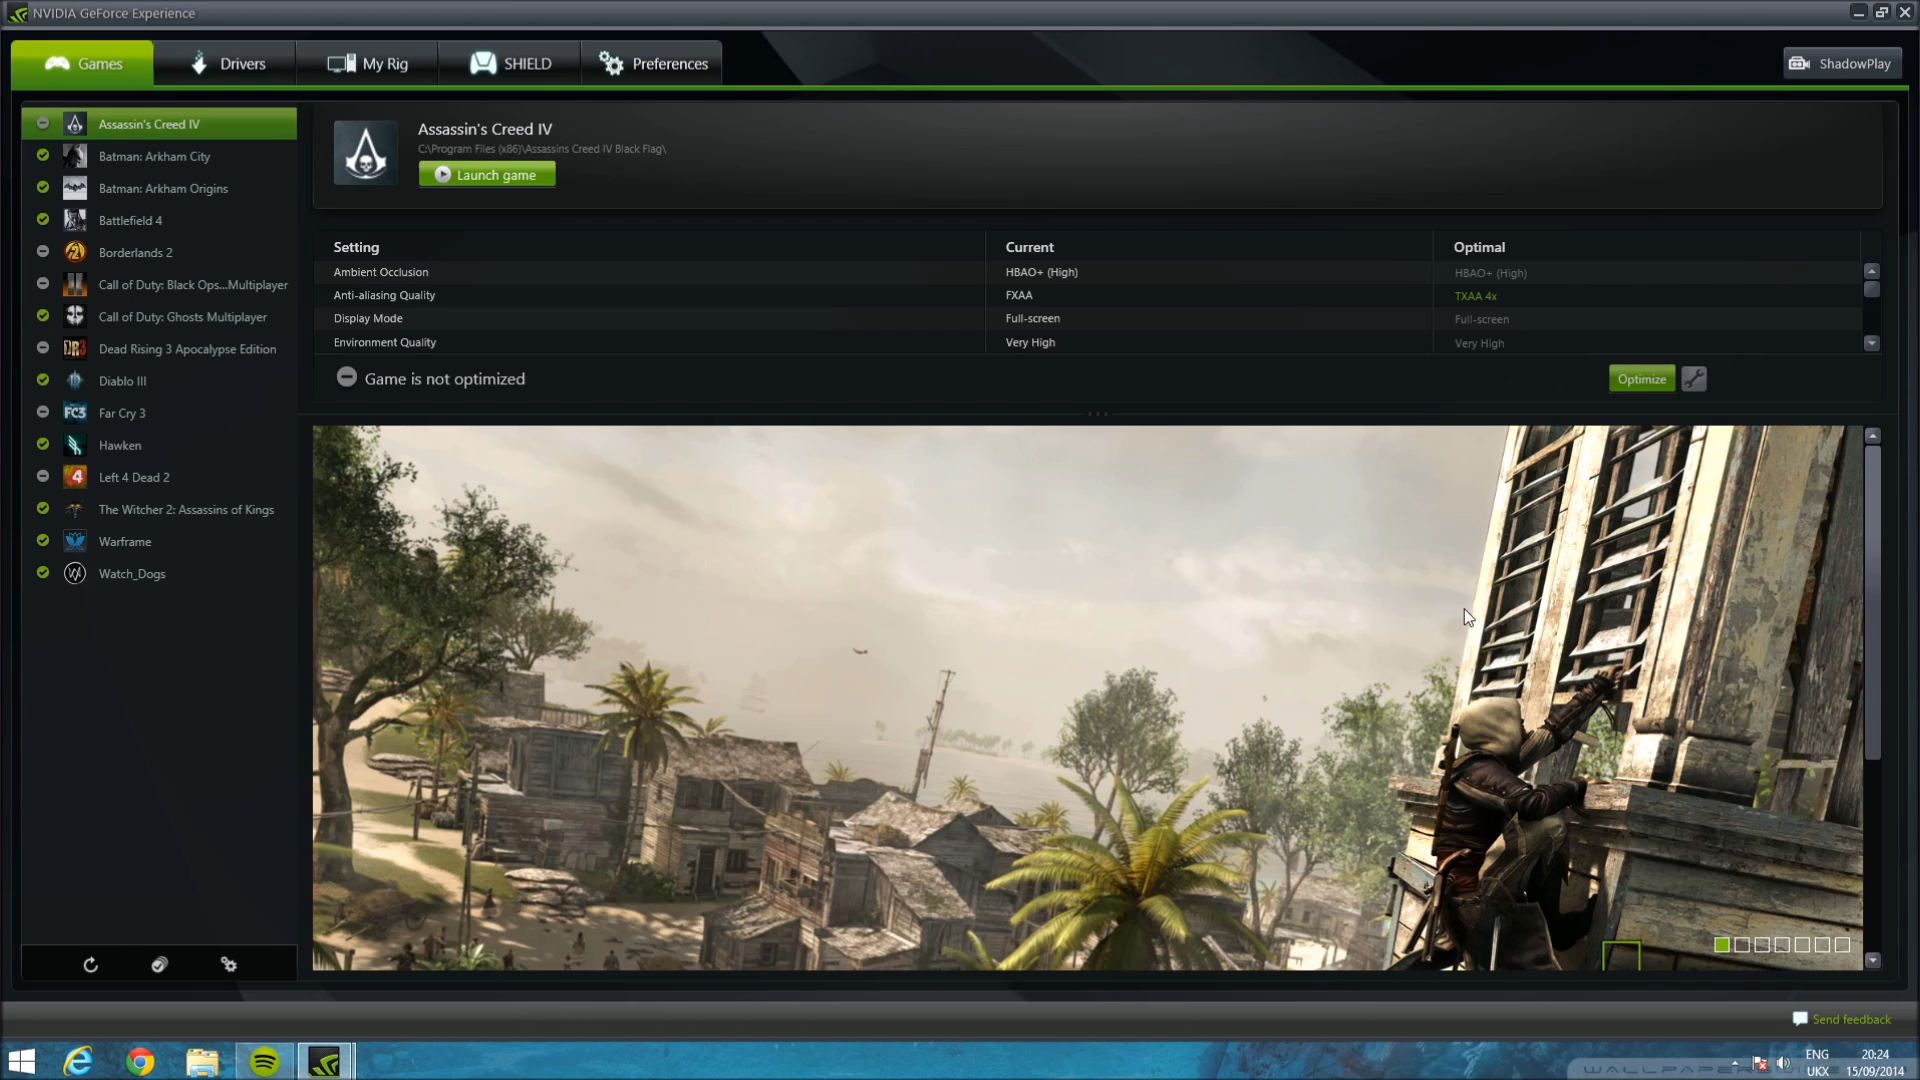 NVIDIA GeForce Experience
Games
Drivers
My Rig
SHIELD
Preferences
ShadowPlay
Assassin's Creed IV
Batman: Arkham City
Batman: Arkham Origins
Battlefield 4
Borderlands 2
Call of Duty: Black Ops...Multiplayer
Call of Duty: Ghosts Multiplayer
DR3
Dead Rising 3 Apocalypse Edition
Diablo III
FC3
Far Cry 3
Hawken
4
Left 4 Dead 2
The Witcher 2: Assassins of Kings
Warframe
Watch_Dogs
Assassin's Creed IV
C:\Program Files (x86)\Assassins Creed IV Black Flag\
Launch game
Setting Current Optimal
Ambient Occlusion HBAO+ (High) HBAO+ (High)
Anti-aliasing Quality FXAA TXAA 4x
Display Mode Full-screen Full-screen
Environment Quality Very High Very High
Game is not optimized
Optimize
Send feedback
ENG 20:24
UKX 15/09/2014